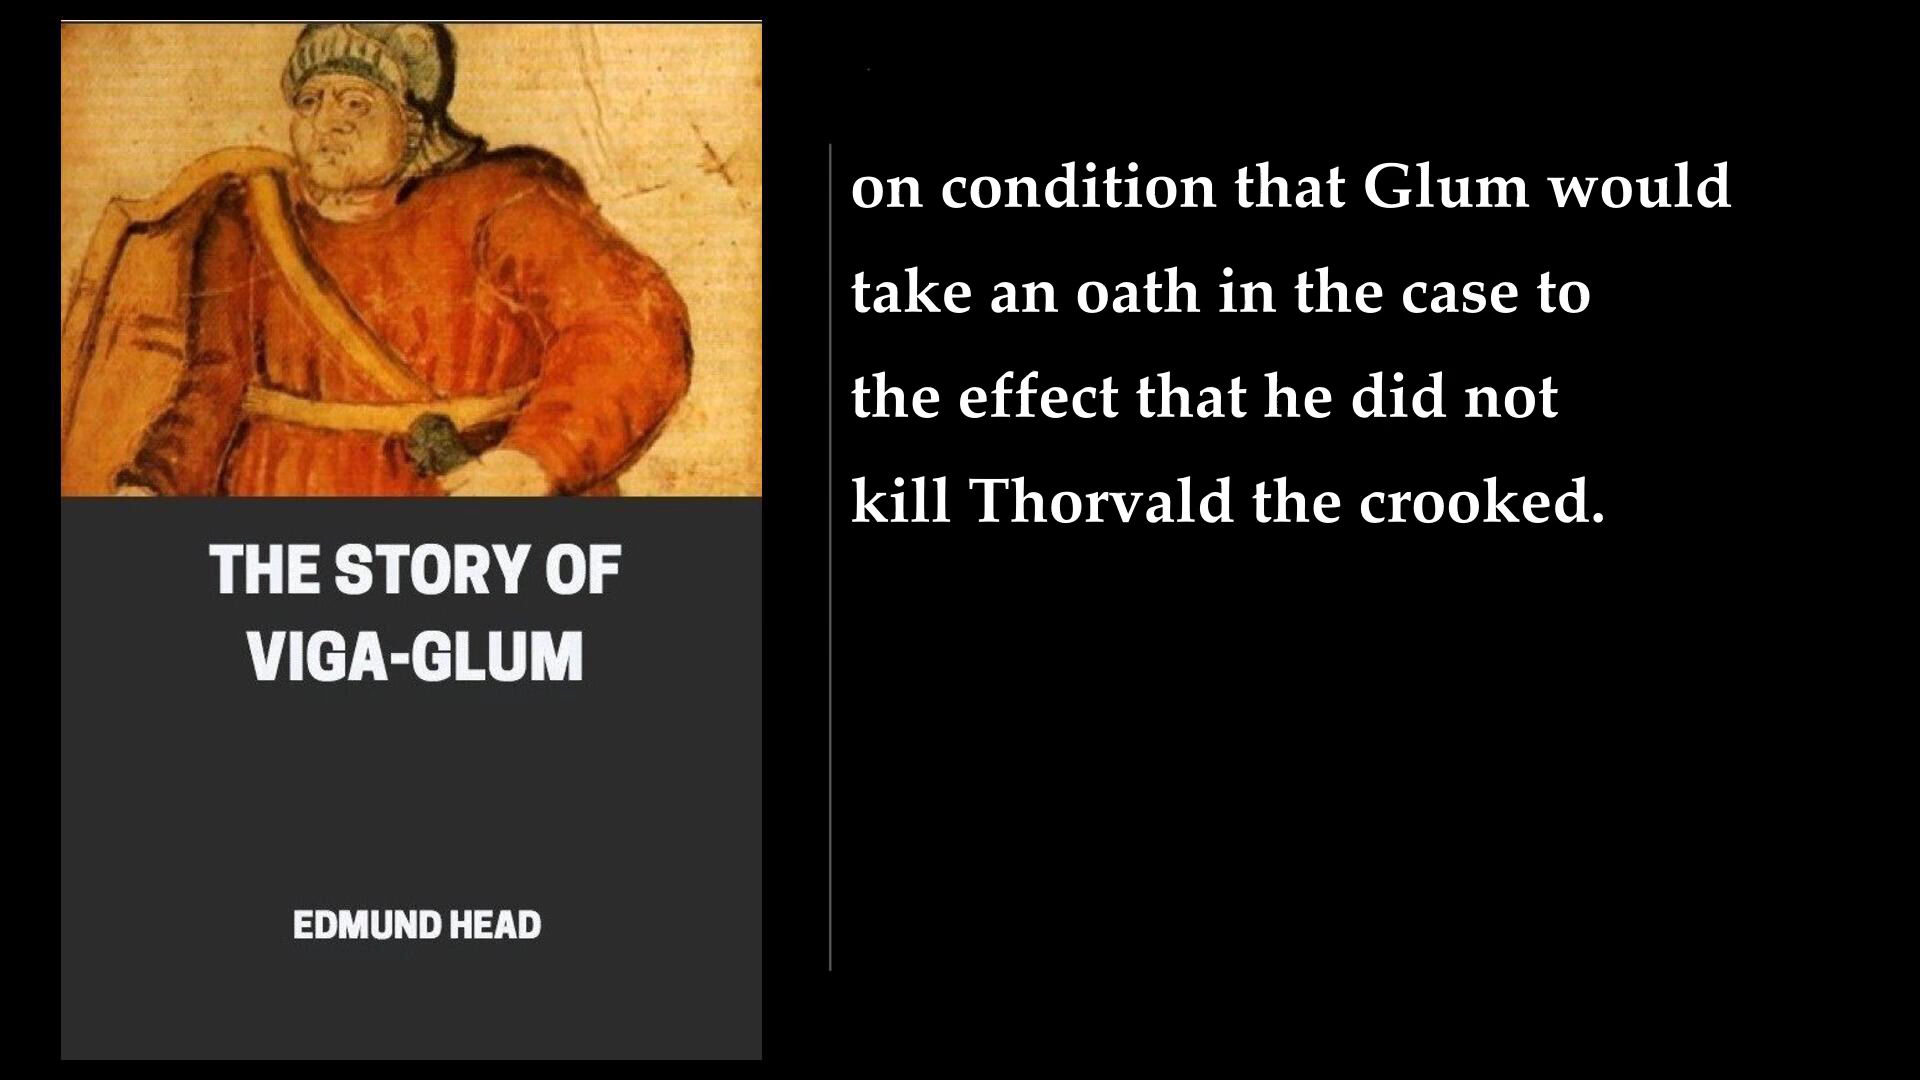 THE STORY OF
VIGA-GLUM
EDMUND HEAD
on condition that Glum would
take an oath in the case to
the effect that he did not
kill Thorvald the crooked.